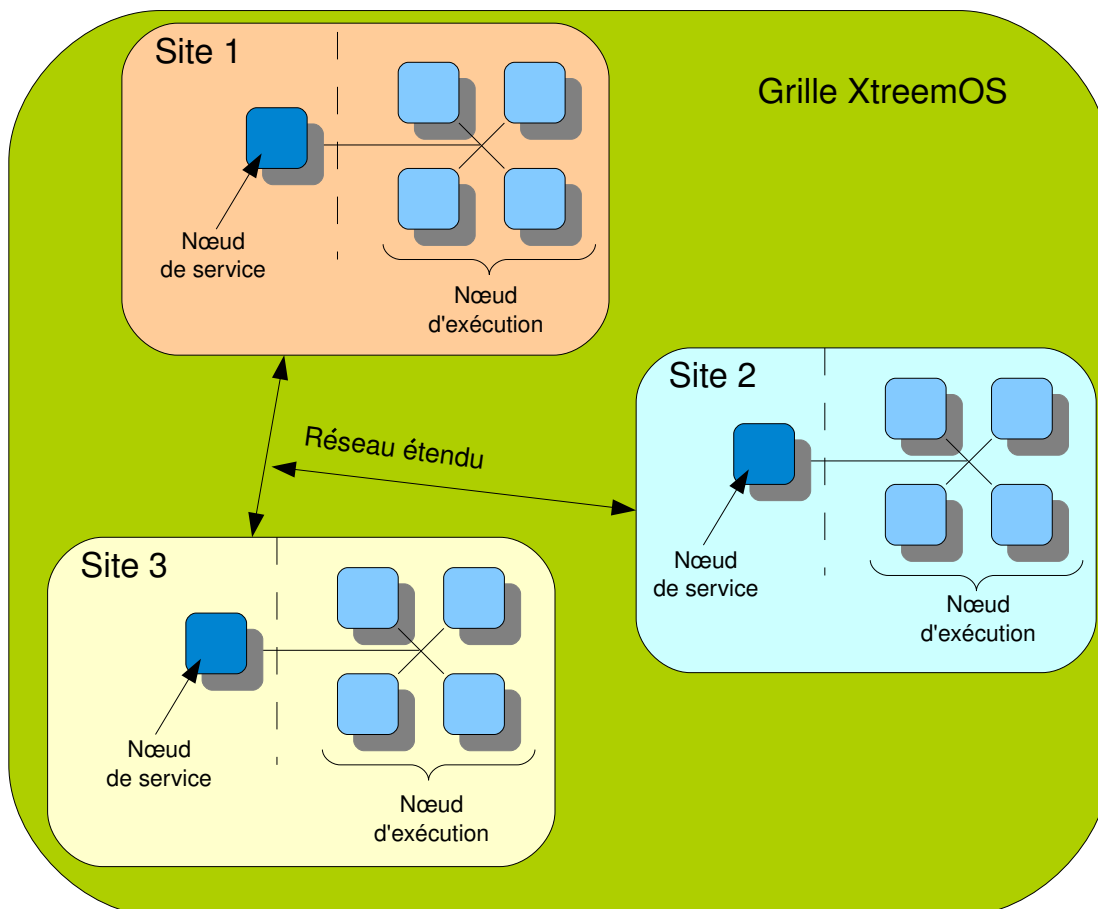 Site 1
Grille XtreemOS
Nœud
de service
Nœud
d'exécution
Site 2
Réseau étendu
Nœud
de service
Nœud
d'exécution
Site 3
Nœud
de service
Nœud
d'exécution